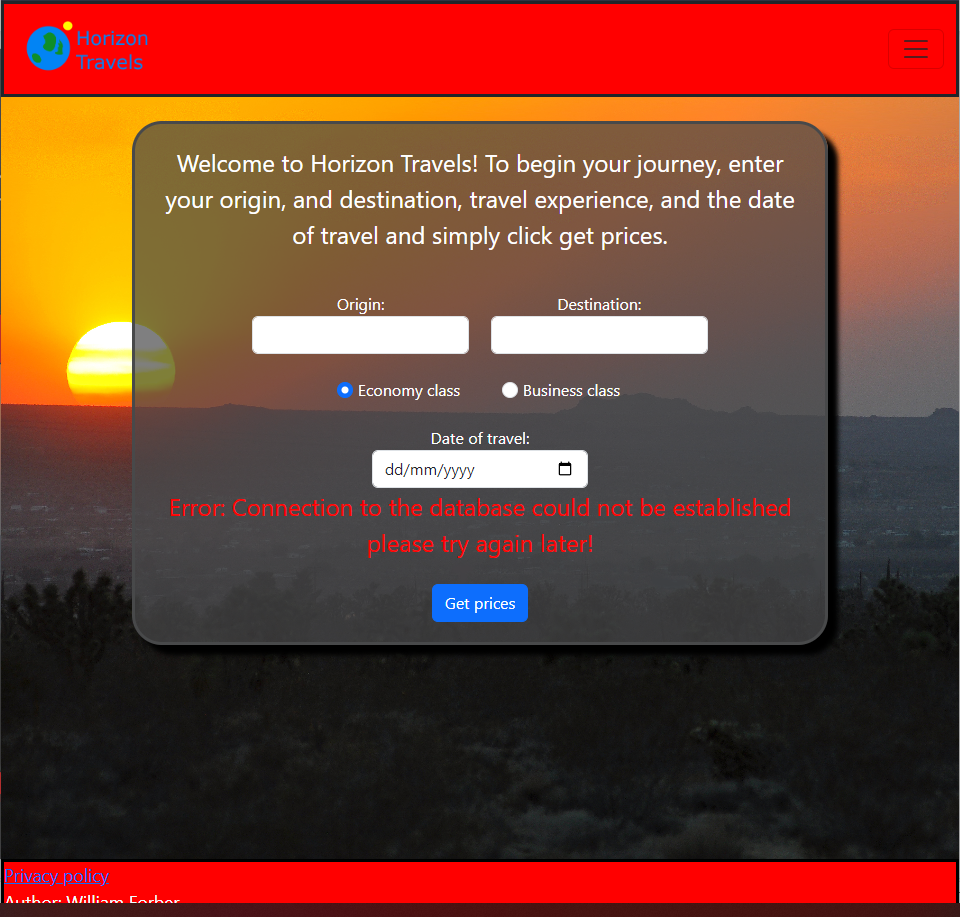 Horizon
Travels
Welcome to Horizon Travels! To begin your journey, enter
your origin, and destination, travel experience, and the date
of travel and simply click get prices.
Origin:
Destination:
Economy class
Business class
Date of travel:
dd/mm/yyyy
Error: Connection to the database could not be established
please try again later!
Get prices
Privacy policy
Author: William Forber